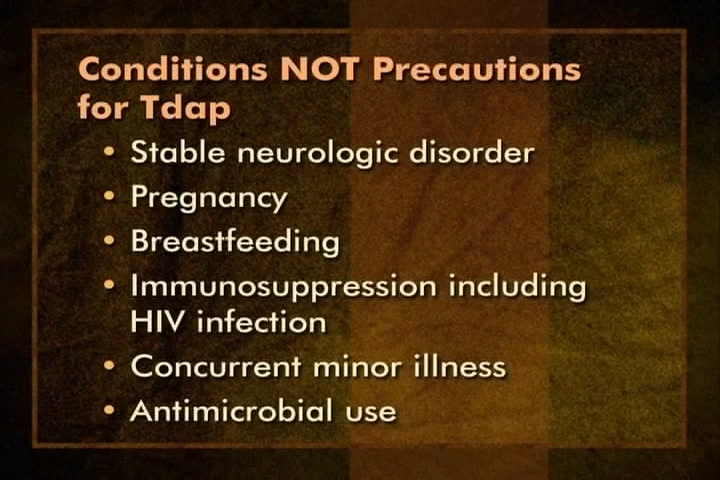 Conditions NOT Precautions
for Tdap
• Stable neurologic disorder
• Pregnancy
• Breastfeeding
• Immunosuppression including
HIV infection
• Concurrent minor illness
• Antimicrobial use